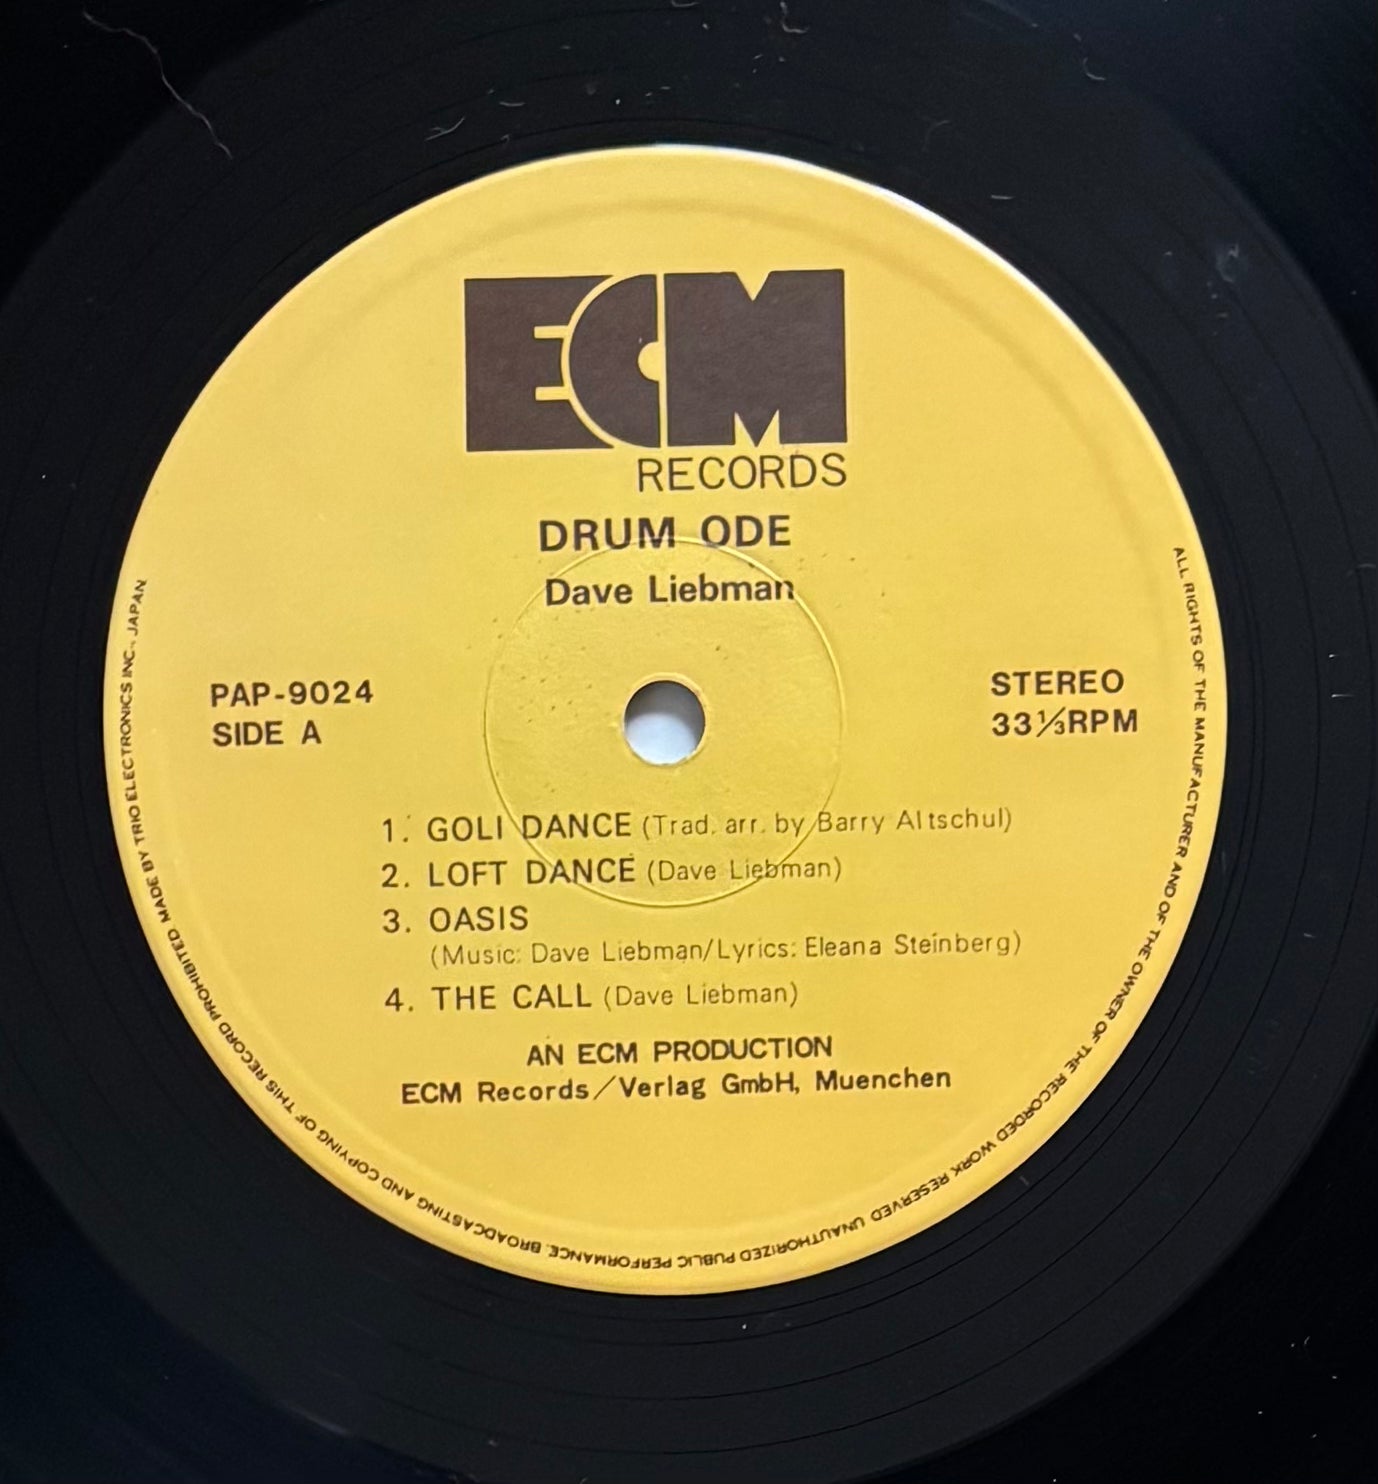 ECM
RECORDS
DRUM ODE
Dave Liebman
PAP-9024
SIDE A
STEREO
33⅓RPM
1. GOLI DANCE (Trad. arr. by Barry Altschul)
2. LOFT DANCE (Dave Liebman)
3. OASIS
(Music: Dave Liebman/Lyrics: Eleana Steinberg)
4. THE CALL (Dave Liebman)
AN ECM PRODUCTION
ECM Records/Verlag GmbH, Muenchen
ALL RIGHTS OF THE MANUFACTURER AND OF THE OWNER OF THE RECORDED WORK RESERVED. UNAUTHORIZED PUBLIC PERFORMANCE. BROADCASTING AND COPYING OF THIS RECORD PROHIBITED. MADE BY TRIO ELECTRONICS INC., JAPAN